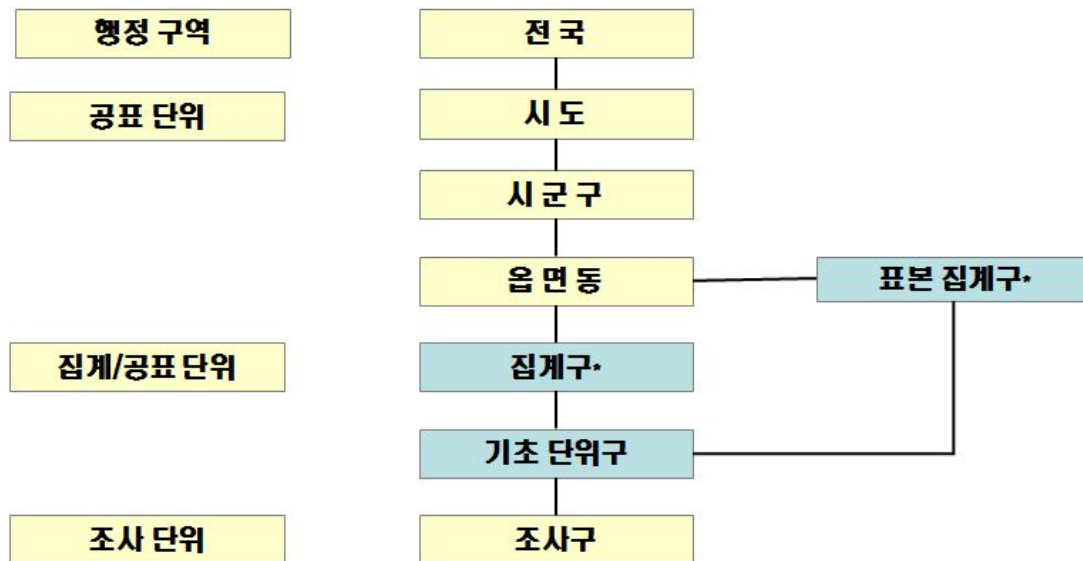 행정 구역
전 국
공표 단위
시 도
시 군 구
옵 면 동
표본 집계구*
집계/공표 단위
집계구*
기초 단위구
조사 단위
조사구